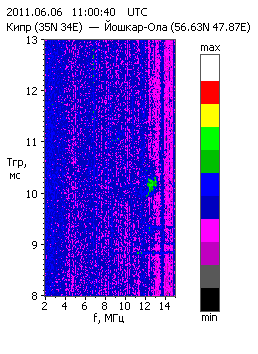 2011.06.06 11:00:40 UTC
Кипр (35N 34E) — Йошкар-Ола (56.63N 47.87E)
13
12
11
Tгр,
мс
10
9
8
2 4 6 8 10 12 14
f, МГц
max
min